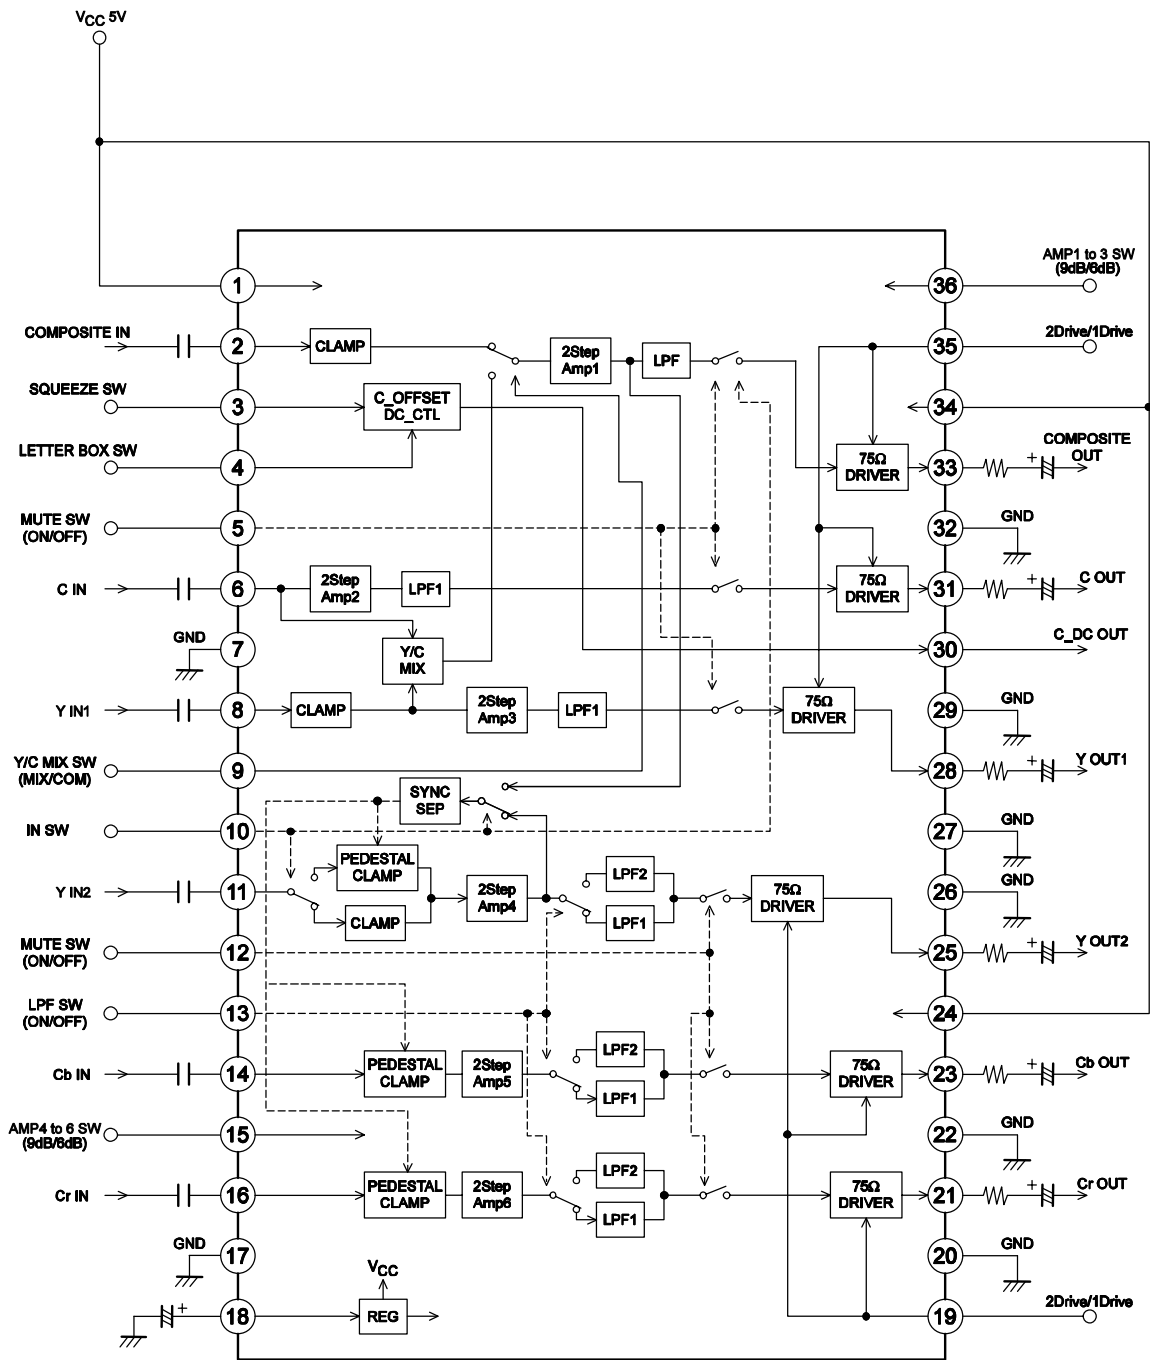 VCC 5V
AMP1 to 3 SW
(9dB/6dB)
1
36
COMPOSITE IN
2
CLAMP
2Step
Amp1
LPF
35
2Drive/1Drive
SQUEEZE SW
3
C_OFFSET
DC_CTL
34
LETTER BOX SW
4
75Ω
DRIVER
33
+
COMPOSITE
OUT
MUTE SW
(ON/OFF)
5
32
GND
C IN
6
2Step
Amp2
LPF1
75Ω
DRIVER
31
+
C OUT
GND
7
Y/C
MIX
30
C_DC OUT
Y IN1
8
CLAMP
2Step
Amp3
LPF1
75Ω
DRIVER
29
GND
Y/C MIX SW
(MIX/COM)
9
28
+
Y OUT1
SYNC
SEP
IN SW
10
27
GND
PEDESTAL
CLAMP
Y IN2
11
CLAMP
2Step
Amp4
LPF2
LPF1
75Ω
DRIVER
26
GND
MUTE SW
(ON/OFF)
12
25
+
Y OUT2
LPF SW
(ON/OFF)
13
24
Cb IN
14
PEDESTAL
CLAMP
2Step
Amp5
LPF2
LPF1
75Ω
DRIVER
23
+
Cb OUT
AMP4 to 6 SW
(9dB/6dB)
15
22
GND
Cr IN
16
PEDESTAL
CLAMP
2Step
Amp6
LPF2
LPF1
75Ω
DRIVER
21
+
Cr OUT
GND
17
20
GND
VCC
+
18
REG
19
2Drive/1Drive